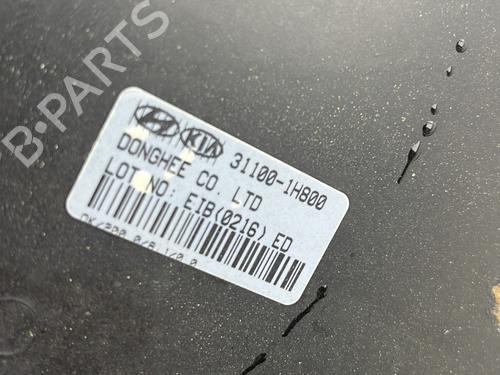 B-PARTS
KIA 31100-1H800
DONGHEE CO. LTD
LOT NO: EIB(0216) ED